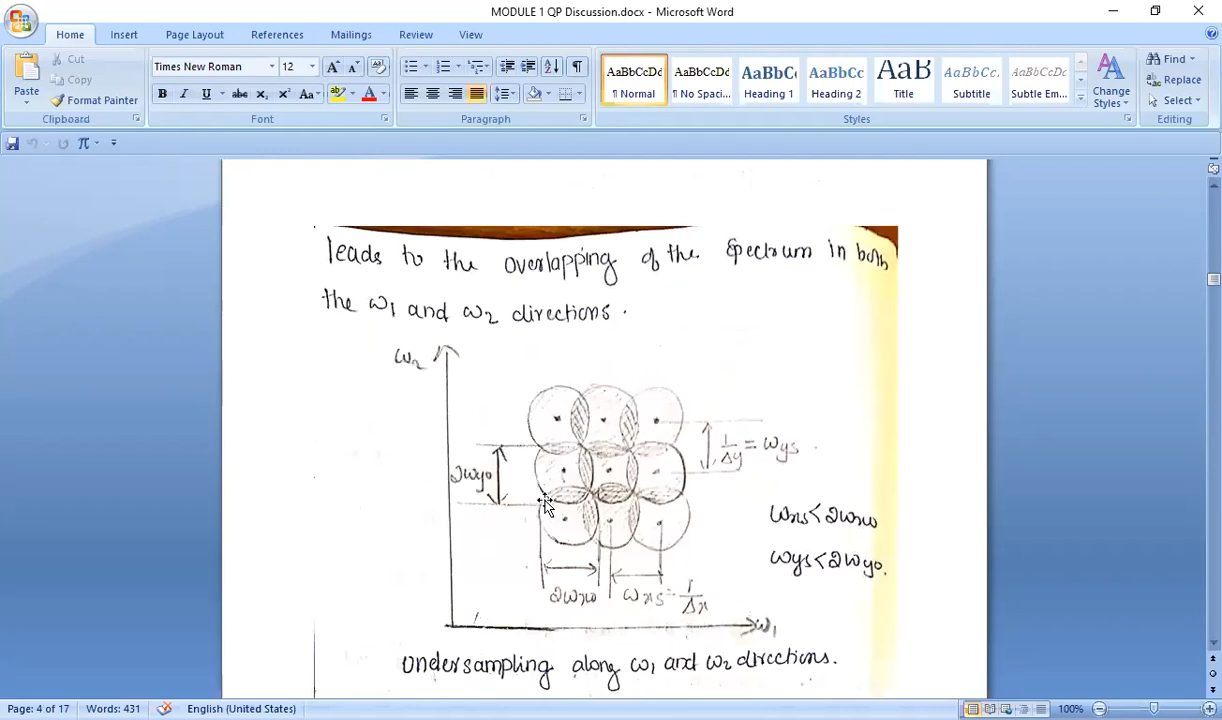 MODULE 1 QP Discussion.docx - Microsoft Word
Home Insert Page Layout References Mailings Review View
Paste
Cut
Copy
Format Painter
Clipboard
Times New Roman 12
Font
Paragraph
AaBbCcDc AaBbCcDc AaBbC AaBbCc AaB AaBbCc. AaBbCcDc
¶ Normal ¶ No Spaci... Heading 1 Heading 2 Title Subtitle Subtle Em...
Styles
Change Styles
Find
Replace
Select
Editing
leads to the overlapping of the spectrum in both
the ω1 and ω2 directions.
ω2
1/Δy = ωys
2ωy0
ωxs < 2ωx0
ωys < 2ωy0.
2ωx0
ωxs = 1/Δx
ω1
Undersampling along ω1 and ω2 directions.
Page: 4 of 17 Words: 431 English (United States) 100%